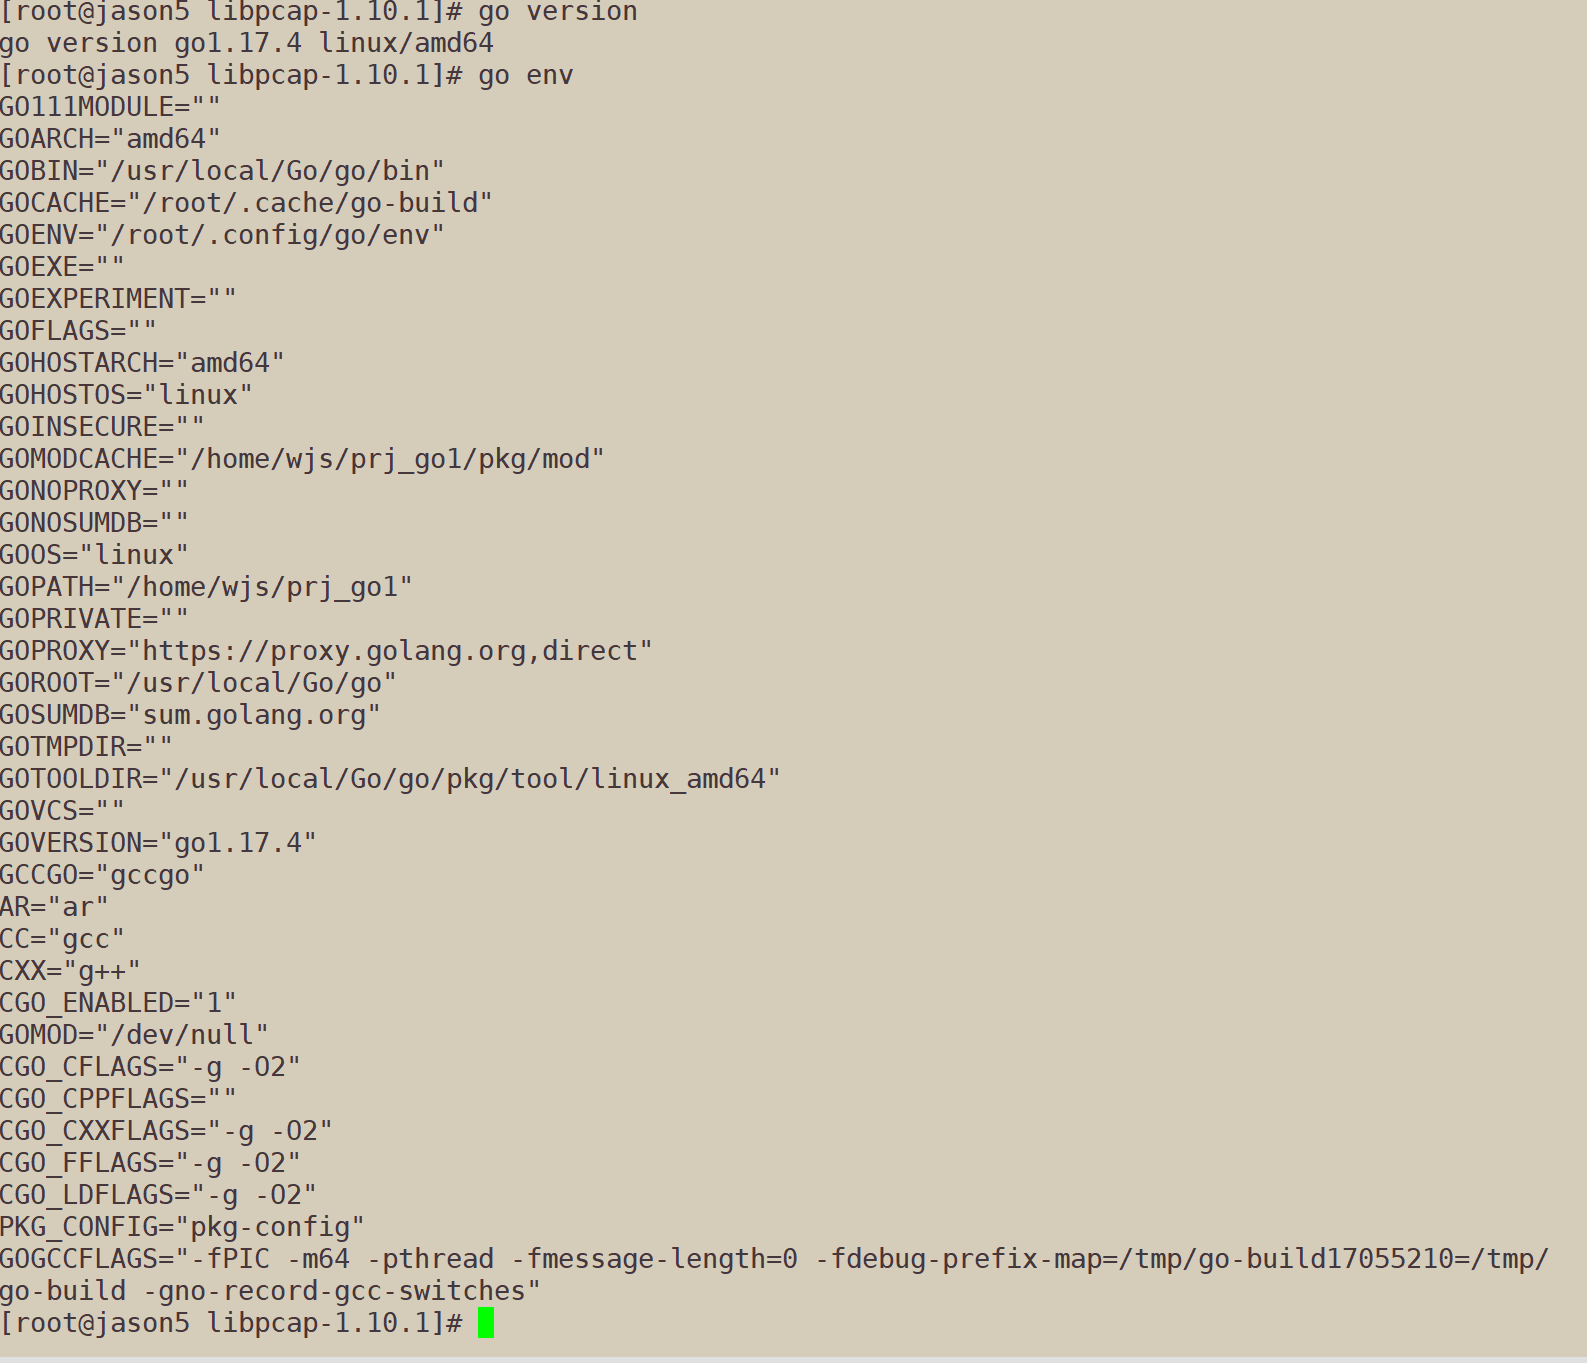 [root@jason5 libpcap-1.10.1]# go version
go version go1.17.4 linux/amd64
[root@jason5 libpcap-1.10.1]# go env
GO111MODULE=""
GOARCH="amd64"
GOBIN="/usr/local/Go/go/bin"
GOCACHE="/root/.cache/go-build"
GOENV="/root/.config/go/env"
GOEXE=""
GOEXPERIMENT=""
GOFLAGS=""
GOHOSTARCH="amd64"
GOHOSTOS="linux"
GOINSECURE=""
GOMODCACHE="/home/wjs/prj_go1/pkg/mod"
GONOPROXY=""
GONOSUMDB=""
GOOS="linux"
GOPATH="/home/wjs/prj_go1"
GOPRIVATE=""
GOPROXY="https://proxy.golang.org,direct"
GOROOT="/usr/local/Go/go"
GOSUMDB="sum.golang.org"
GOTMPDIR=""
GOTOOLDIR="/usr/local/Go/go/pkg/tool/linux_amd64"
GOVCS=""
GOVERSION="go1.17.4"
GCCGO="gccgo"
AR="ar"
CC="gcc"
CXX="g++"
CGO_ENABLED="1"
GOMOD="/dev/null"
CGO_CFLAGS="-g -O2"
CGO_CPPFLAGS=""
CGO_CXXFLAGS="-g -O2"
CGO_FFLAGS="-g -O2"
CGO_LDFLAGS="-g -O2"
PKG_CONFIG="pkg-config"
GOGCCFLAGS="-fPIC -m64 -pthread -fmessage-length=0 -fdebug-prefix-map=/tmp/go-build17055210=/tmp/
go-build -gno-record-gcc-switches"
[root@jason5 libpcap-1.10.1]#